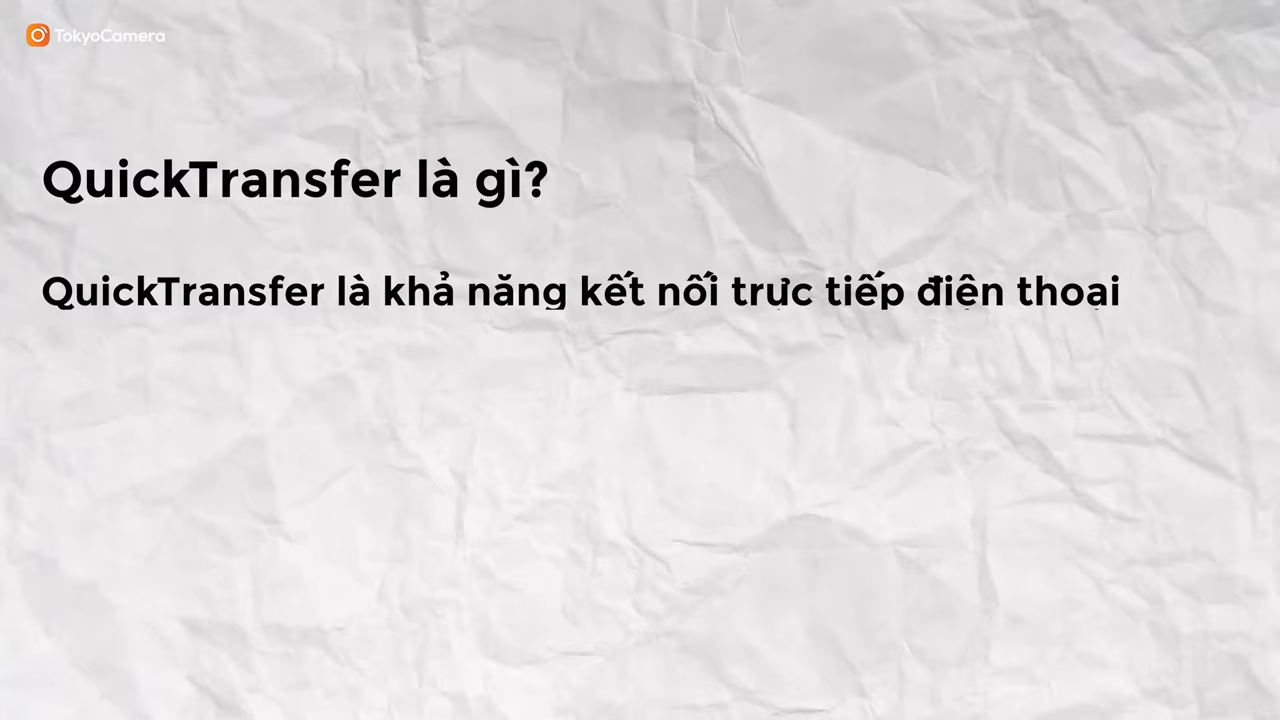 TokyoCamera
QuickTransfer là gì?
QuickTransfer là khả năng kết nối trực tiếp điện thoại